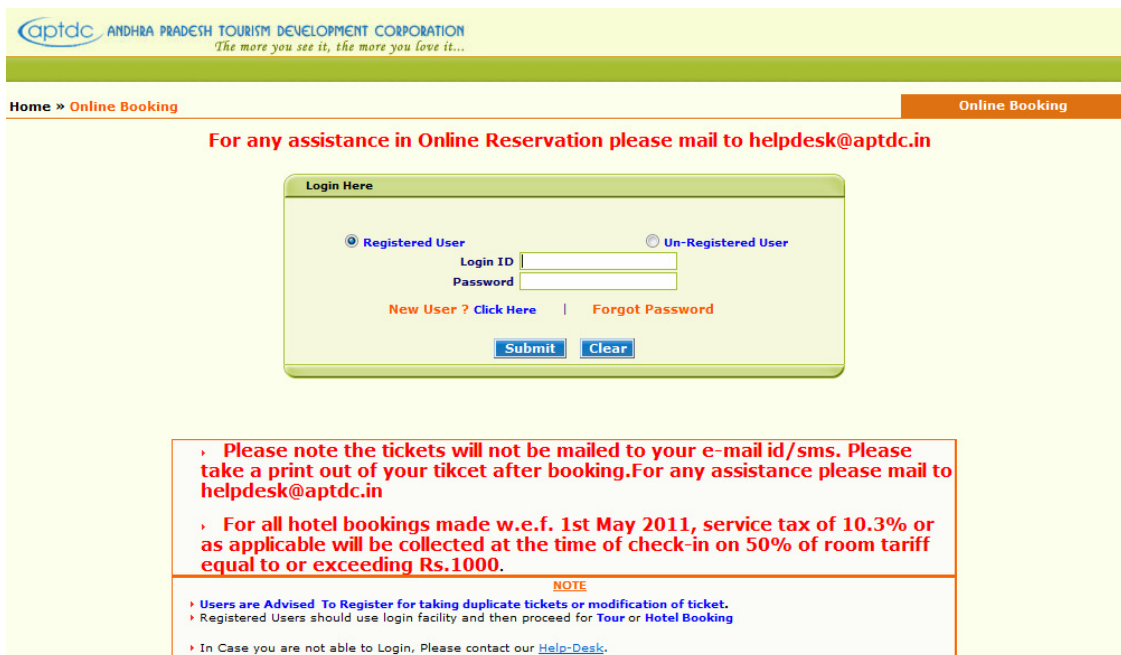 aptdc ANDHRA PRADESH TOURISM DEVELOPMENT CORPORATION
The more you see it, the more you love it...
Home » Online Booking
Online Booking
For any assistance in Online Reservation please mail to helpdesk@aptdc.in
Login Here
Registered User Un-Registered User
Login ID
Password
New User ? Click Here | Forgot Password
Submit Clear
Please note the tickets will not be mailed to your e-mail id/sms. Please
take a print out of your tikcet after booking.For any assistance please mail to
helpdesk@aptdc.in
For all hotel bookings made w.e.f. 1st May 2011, service tax of 10.3% or
as applicable will be collected at the time of check-in on 50% of room tariff
equal to or exceeding Rs.1000.
NOTE
Users are Advised To Register for taking duplicate tickets or modification of ticket.
Registered Users should use login facility and then proceed for Tour or Hotel Booking
In Case you are not able to Login, Please contact our Help-Desk.